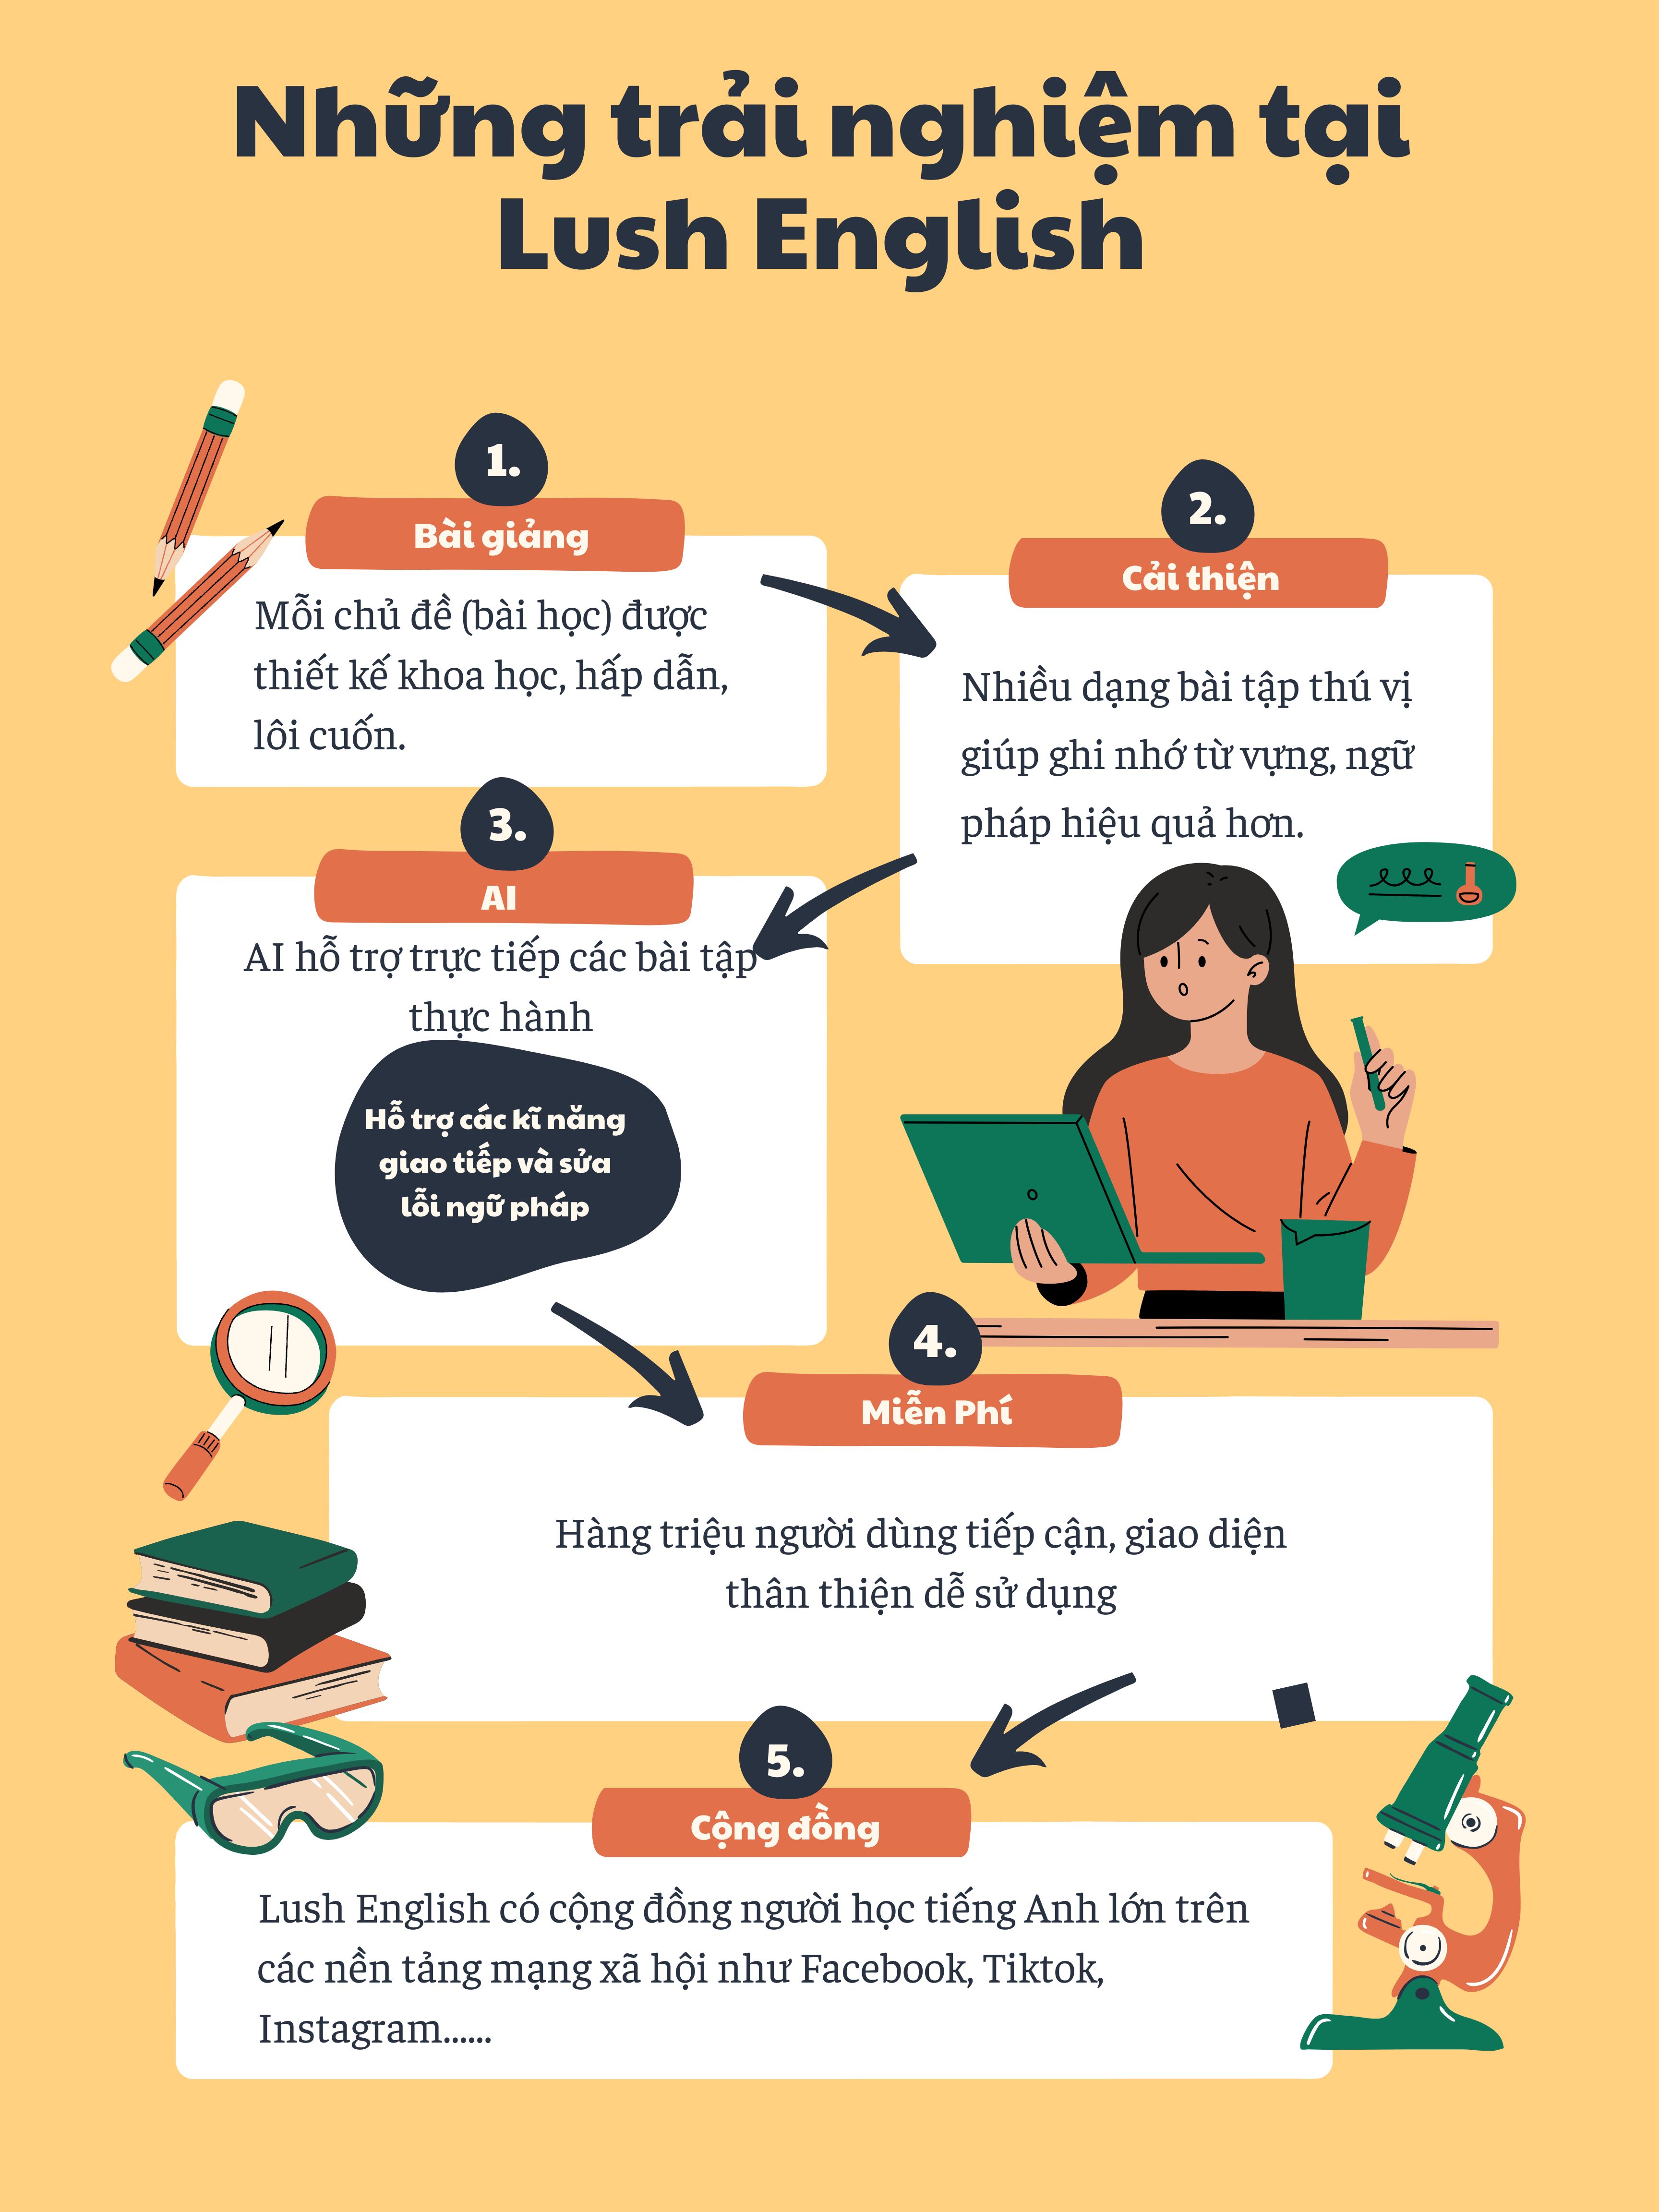 Những trải nghiệm tại
Lush English
1.
Bài giảng
Mỗi chủ đề (bài học) được
thiết kế khoa học, hấp dẫn,
lôi cuốn.
2.
Cải thiện
Nhiều dạng bài tập thú vị
giúp ghi nhớ từ vựng, ngữ
pháp hiệu quả hơn.
3.
AI
AI hỗ trợ trực tiếp các bài tập
thực hành
Hỗ trợ các kĩ năng
giao tiếp và sửa
lỗi ngữ pháp
4.
Miễn Phí
Hàng triệu người dùng tiếp cận, giao diện
thân thiện dễ sử dụng
5.
Cộng đồng
Lush English có cộng đồng người học tiếng Anh lớn trên
các nền tảng mạng xã hội như Facebook, Tiktok,
Instagram......